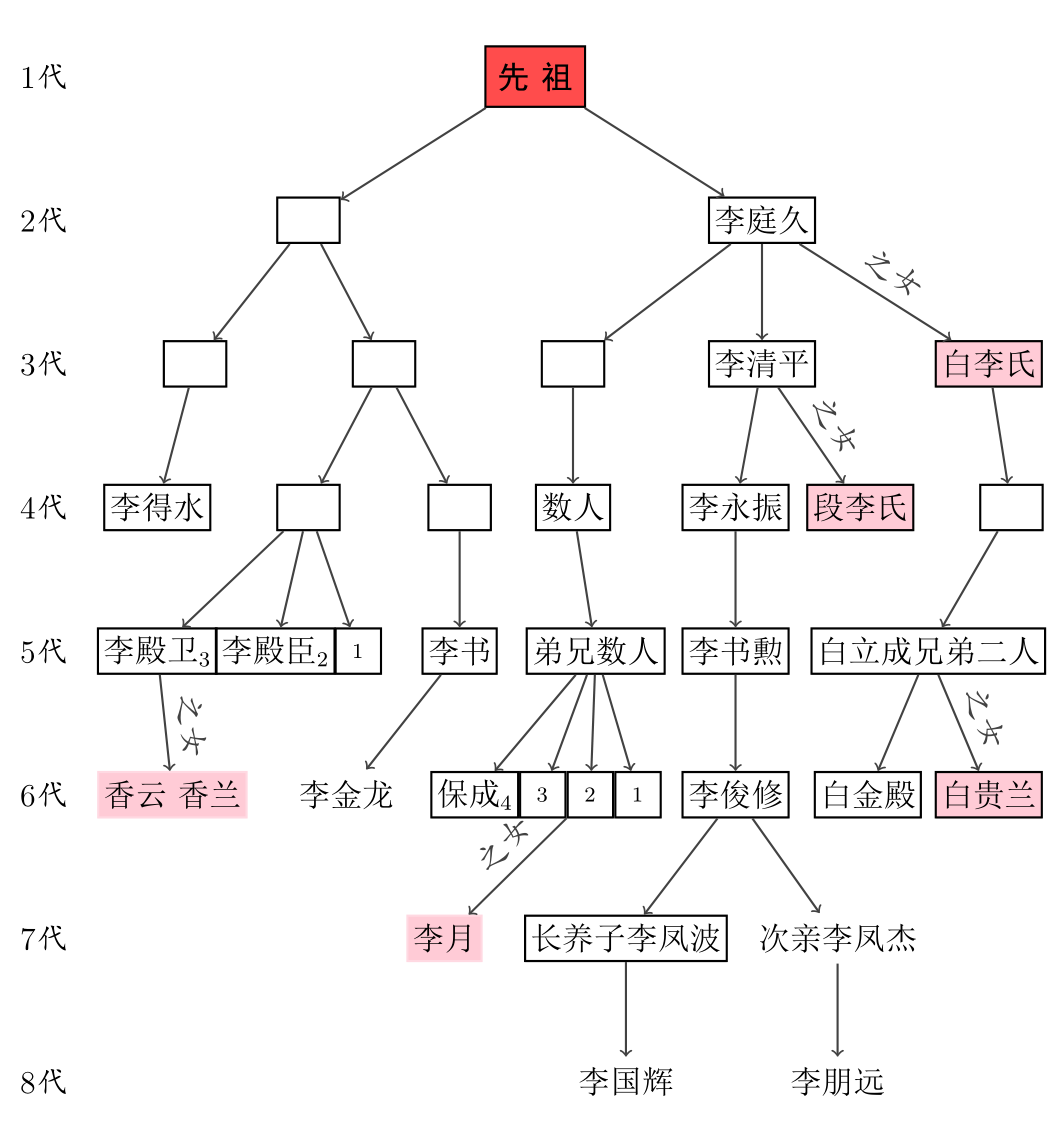 1代 先 祖
2代 李庭久
之女
3代 李清平 白李氏
之女
4代 李得水 数人 李永振 段李氏
5代 李殿卫3 李殿臣2 1 李书 弟兄数人 李书勲 白立成兄弟二人
之女 之女
6代 香云 香兰 李金龙 保成4 3 2 1 李俊修 白金殿 白贵兰
之女
7代 李月 长养子李凤波 次亲李凤杰
8代 李国辉 李朋远